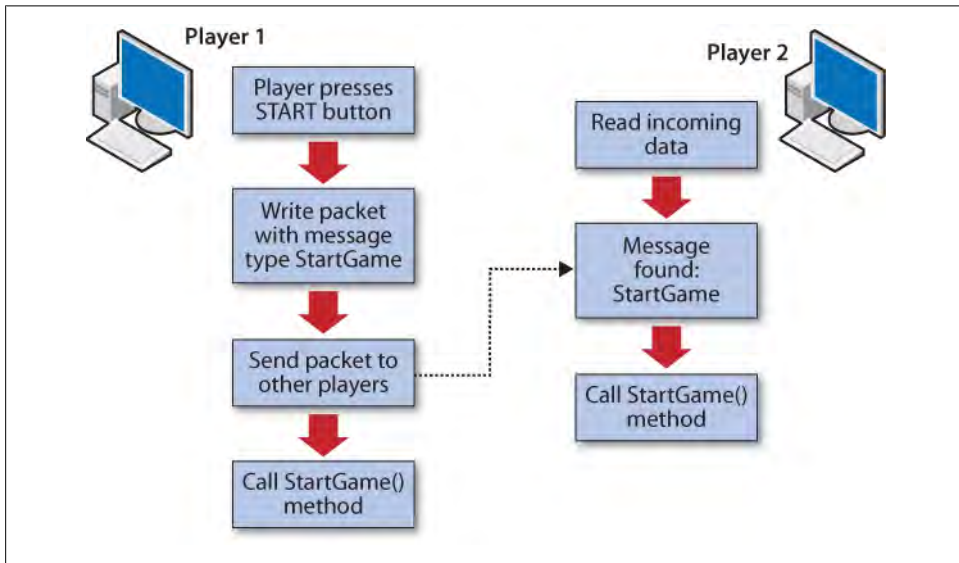 Player 1
Player presses
START button
Write packet
with message
type StartGame
Send packet to
other players
Call StartGame()
method
Player 2
Read incoming
data
Message
found:
StartGame
Call StartGame()
method